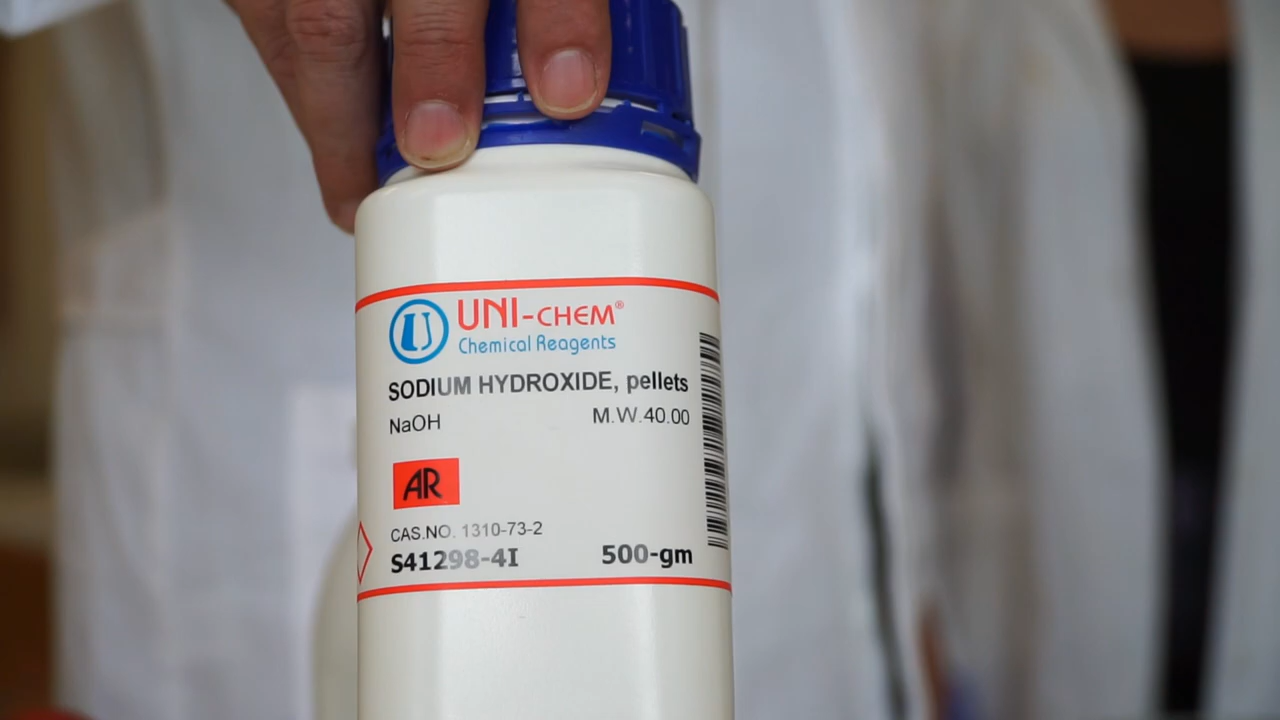 UNI-CHEM®
Chemical Reagents
SODIUM HYDROXIDE, pellets
NaOH M.W.40.00
AR
CAS.NO. 1310-73-2
S41298-4I 500-gm